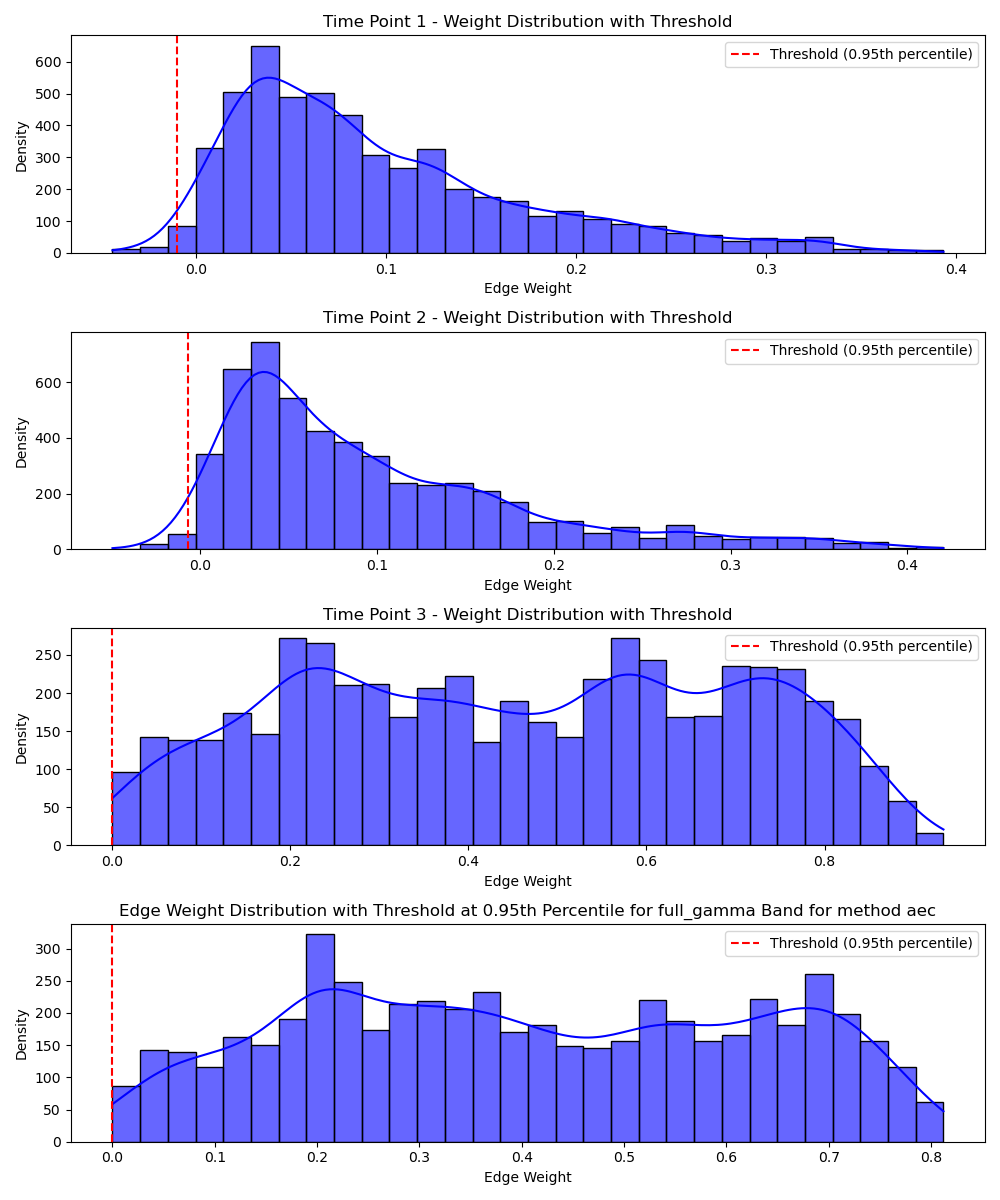 Time Point 1 - Weight Distribution with Threshold
Threshold (0.95th percentile)
Density
600
500
400
300
200
100
0
0.0 0.1 0.2 0.3 0.4
Edge Weight
Time Point 2 - Weight Distribution with Threshold
Threshold (0.95th percentile)
Density
600
400
200
0
0.0 0.1 0.2 0.3 0.4
Edge Weight
Time Point 3 - Weight Distribution with Threshold
Threshold (0.95th percentile)
Density
250
200
150
100
50
0
0.0 0.2 0.4 0.6 0.8
Edge Weight
Edge Weight Distribution with Threshold at 0.95th Percentile for full_gamma Band for method aec
Threshold (0.95th percentile)
Density
300
250
200
150
100
50
0
0.0 0.1 0.2 0.3 0.4 0.5 0.6 0.7 0.8
Edge Weight